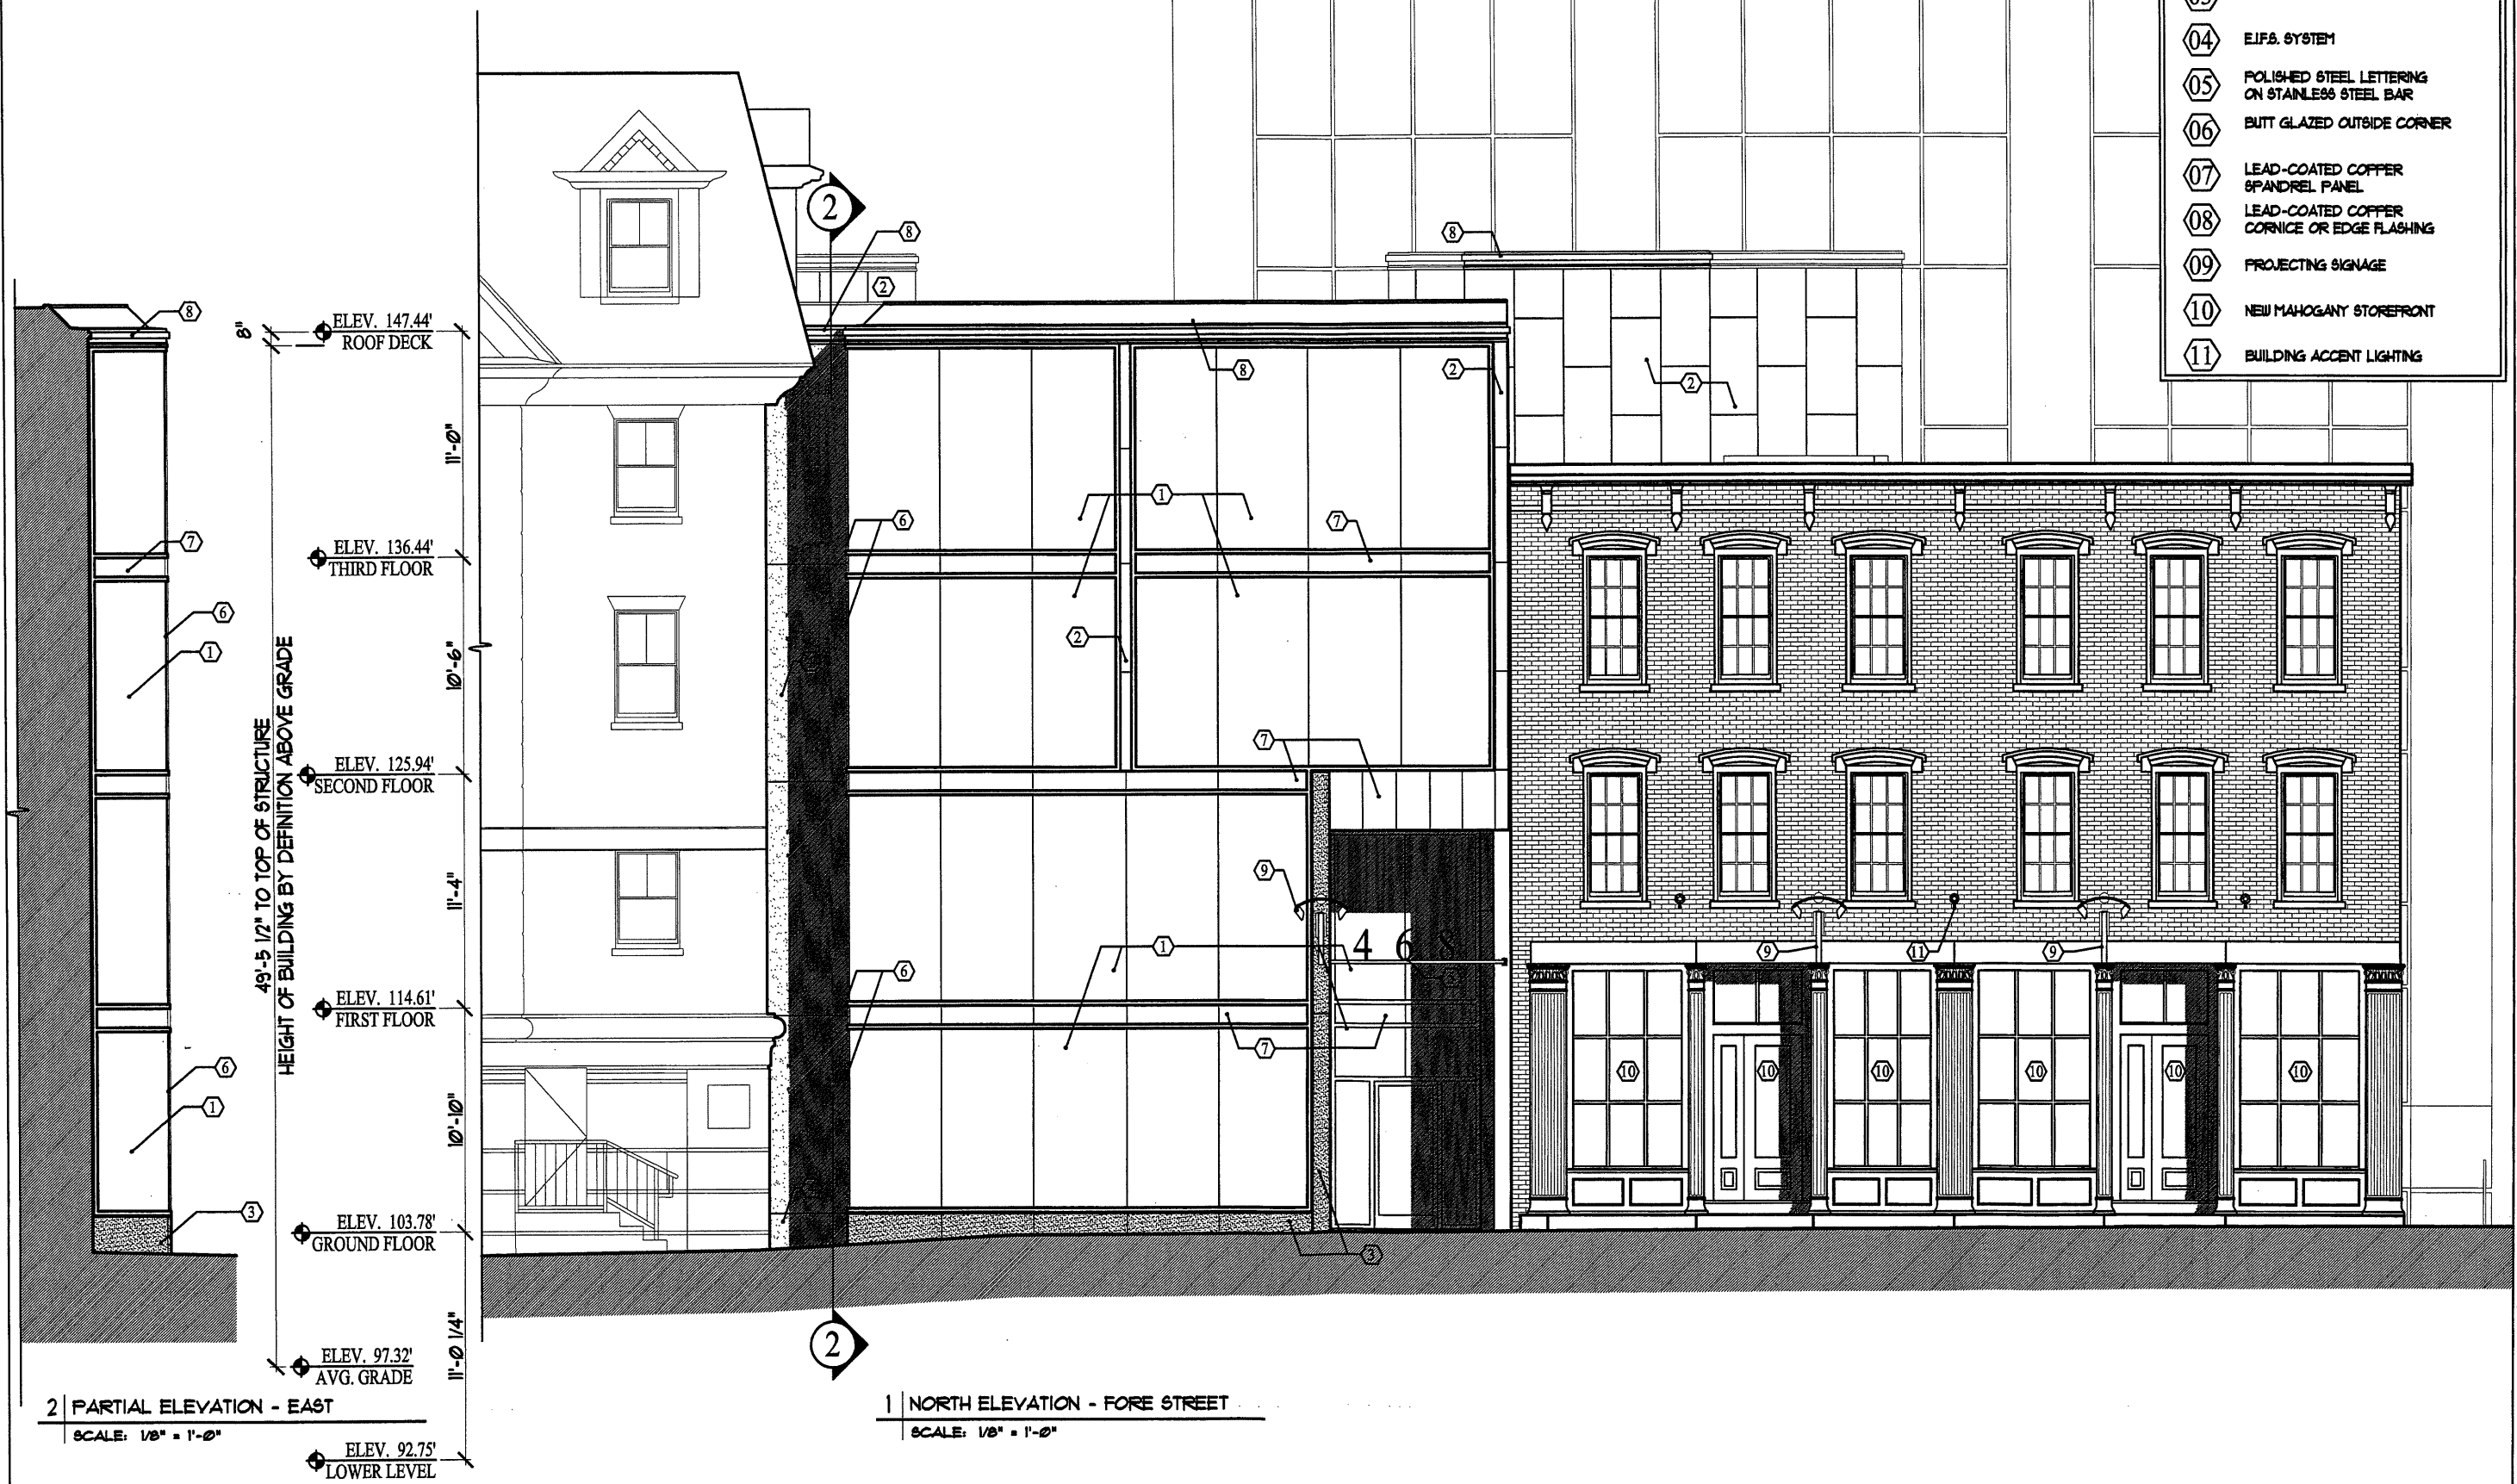 04 E.I.F.S. SYSTEM
05 POLISHED STEEL LETTERING
ON STAINLESS STEEL BAR
06 BUTT GLAZED OUTSIDE CORNER
07 LEAD-COATED COPPER
SPANDREL PANEL
08 LEAD-COATED COPPER
CORNICE OR EDGE FLASHING
09 PROJECTING SIGNAGE
10 NEW MAHOGANY STOREFRONT
11 BUILDING ACCENT LIGHTING
2
8
8
2
8
8"
ELEV. 147.44'
ROOF DECK
8
2
2
11'-0"
1
6
7
7
ELEV. 136.44'
THIRD FLOOR
6
1
2
10'-6"
7
ELEV. 125.94'
SECOND FLOOR
49'-5 1/2" TO TOP OF STRUCTURE
HEIGHT OF BUILDING BY DEFINITION ABOVE GRADE
9
11'-4"
4 6 8
1
9
11
9
6
ELEV. 114.61'
FIRST FLOOR
7
6
10
10
10
10
10
10
1
10'-10"
3
ELEV. 103.78'
GROUND FLOOR
3
2
11'-0 1/4"
ELEV. 97.32'
AVG. GRADE
2 PARTIAL ELEVATION - EAST
SCALE: 1/8" = 1'-0"
1 NORTH ELEVATION - FORE STREET
SCALE: 1/8" = 1'-0"
ELEV. 92.75'
LOWER LEVEL